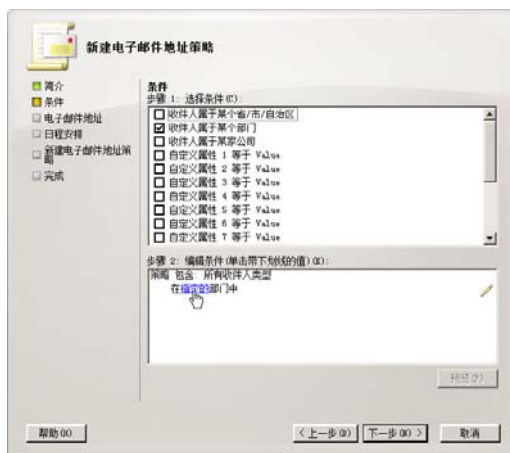 新建电子邮件地址策略
简介
条件
电子邮件地址
日程安排
新建电子邮件地址策
略
完成
条件
步骤 1: 选择条件(C):
收件人属于某个省/市/自治区
收件人属于某个部门
收件人属于某家公司
自定义属性 1 等于 Value
自定义属性 2 等于 Value
自定义属性 3 等于 Value
自定义属性 4 等于 Value
自定义属性 5 等于 Value
自定义属性 6 等于 Value
自定义属性 7 等于 Value
步骤 2: 编辑条件(单击带下划线的值)(E):
策略 包含 所有收件人类型
在指定的部门中
预览(P)
帮助(H)
< 上一步(B)
下一步(N) >
取消